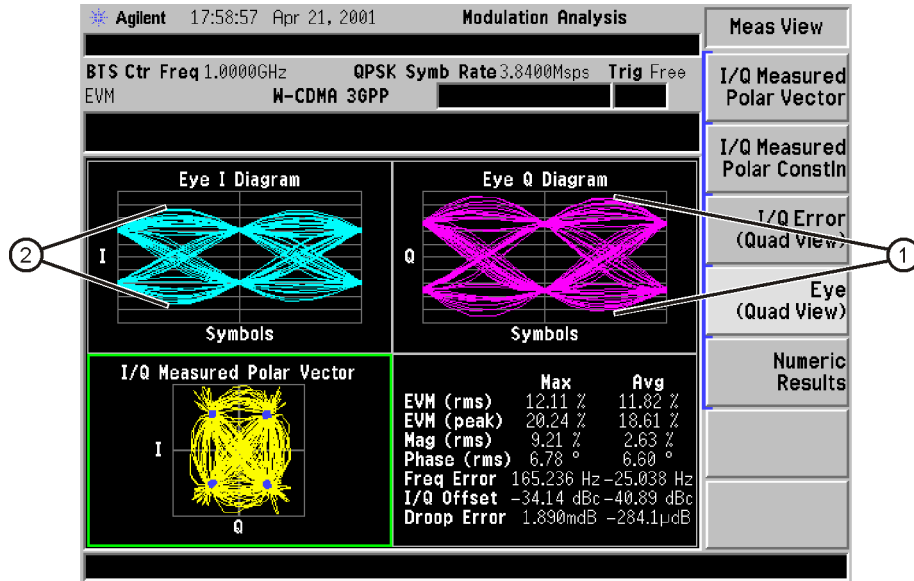 Agilent 17:58:57 Apr 21, 2001 Modulation Analysis
Meas View
BTS Ctr Freq 1.0000GHz QPSK Symb Rate 3.8400Msps Trig Free
EVM W-CDMA 3GPP
I/Q Measured
Polar Vector
I/Q Measured
Polar Constln
I/Q Error
(Quad View)
Eye
(Quad View)
Numeric
Results
Eye I Diagram
I
Symbols
2
Eye Q Diagram
Q
Symbols
1
I/Q Measured Polar Vector
I
Q
Max Avg
EVM (rms) 12.11 % 11.82 %
EVM (peak) 20.24 % 18.61 %
Mag (rms) 9.21 % 2.63 %
Phase (rms) 6.78 ° 6.60 °
Freq Error 165.236 Hz -25.038 Hz
I/Q Offset -34.14 dBc -40.89 dBc
Droop Error 1.890mdB -284.1µdB